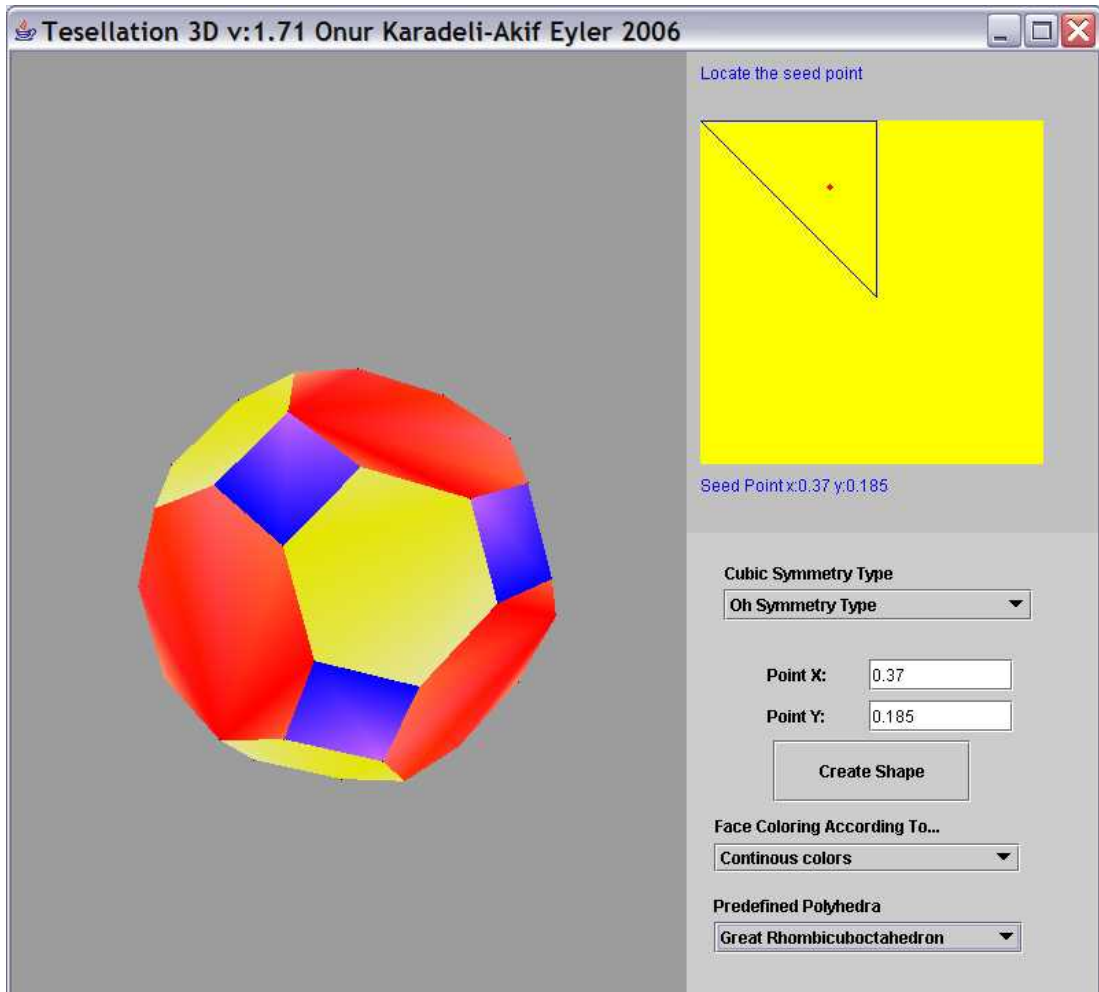 Tesellation 3D v:1.71 Onur Karadeli-Akif Eyler 2006
Locate the seed point
Seed Point x:0.37 y:0.185
Cubic Symmetry Type
Oh Symmetry Type
Point X: 0.37
Point Y: 0.185
Create Shape
Face Coloring According To...
Continous colors
Predefined Polyhedra
Great Rhombicuboctahedron